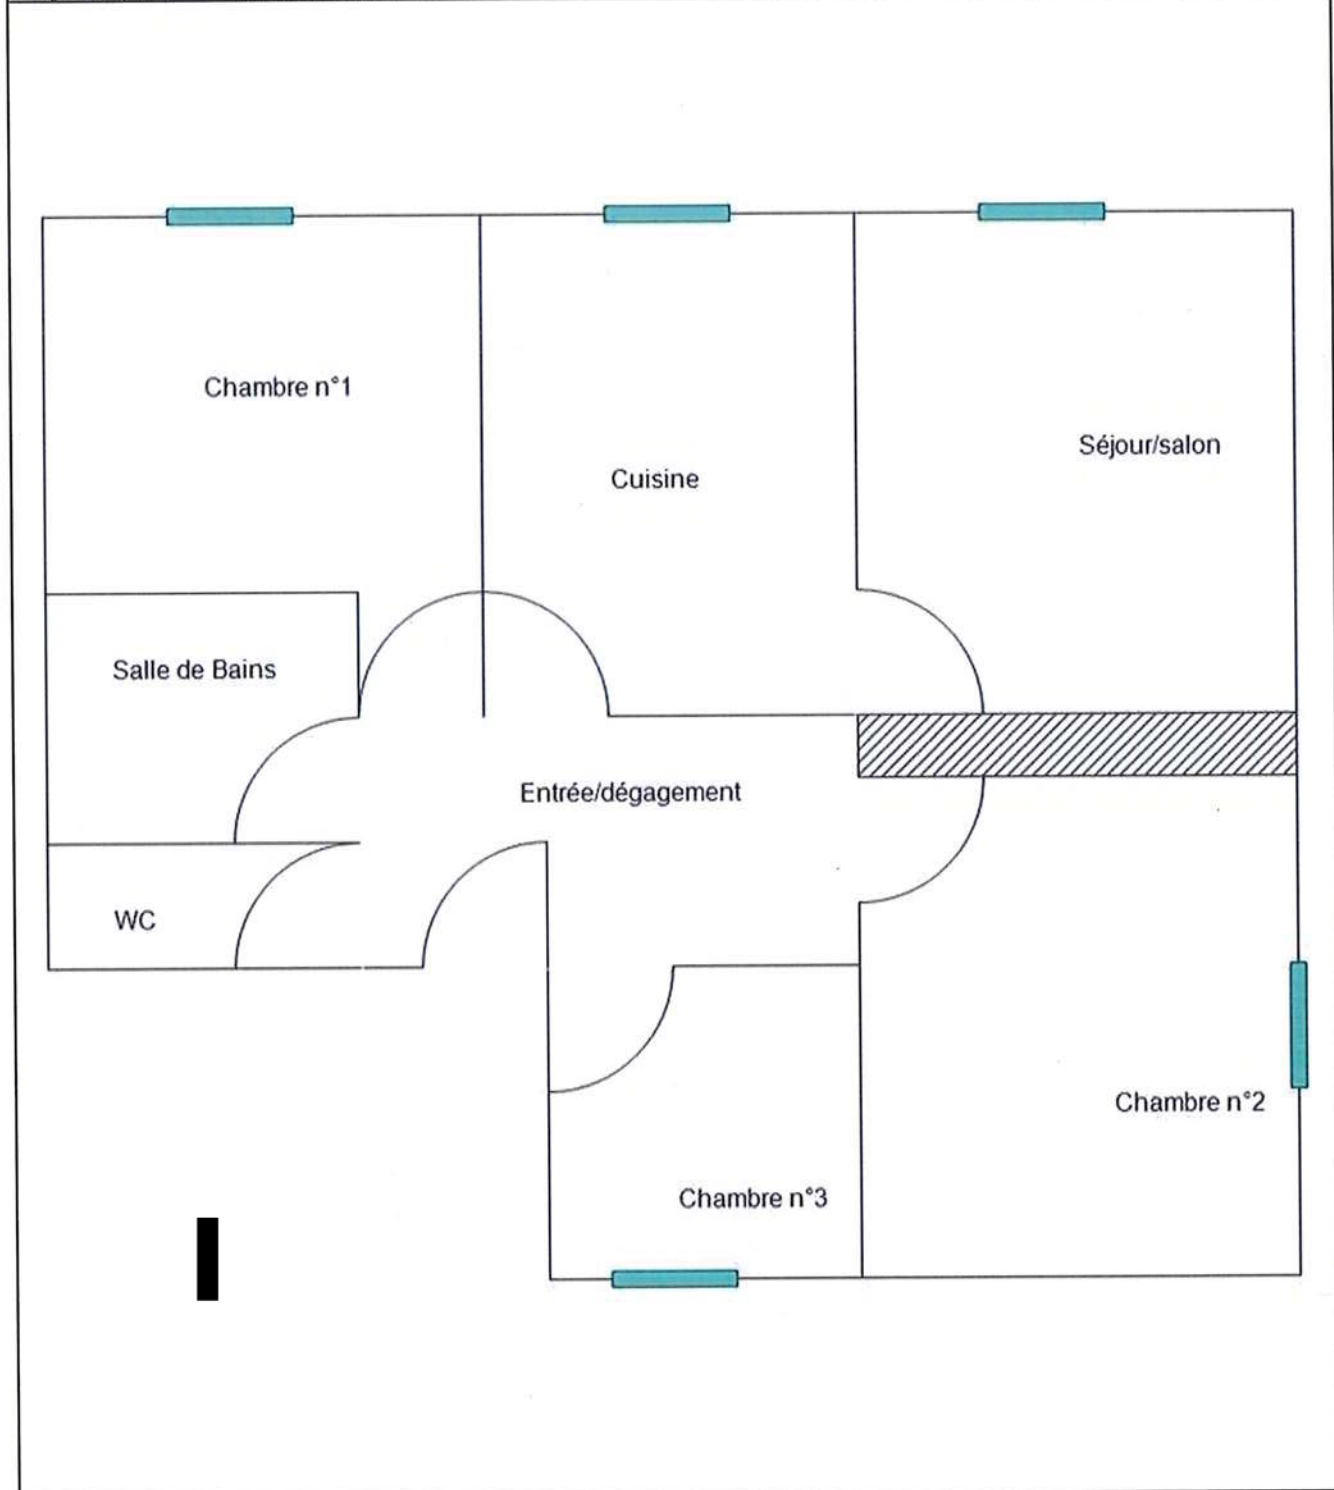 Chambre n°1
Séjour/salon
Cuisine
Salle de Bains
Entrée/dégagement
WC
Chambre n°2
Chambre n°3